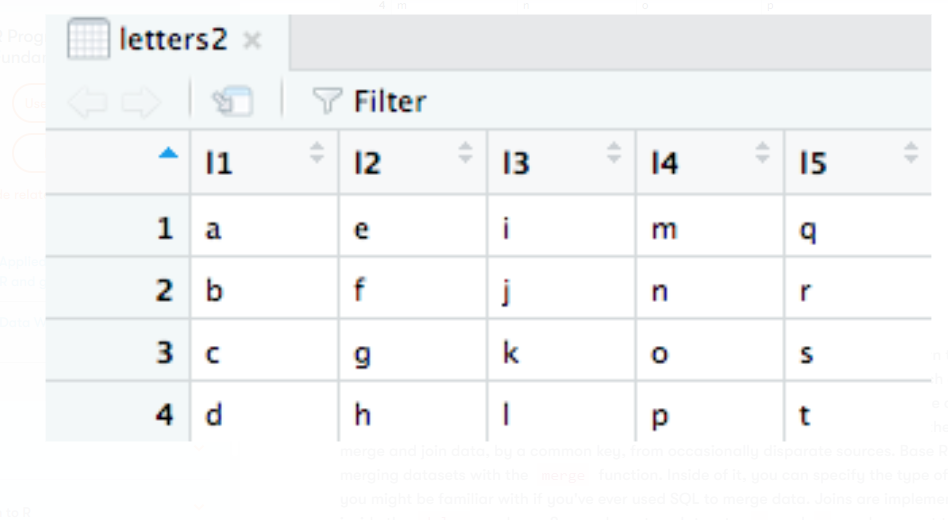 letters2
Filter
l1 l2 l3 l4 l5
1 a e i m q
2 b f j n r
3 c g k o s
4 d h l p t
merge and join data, by a common key, from occasionally disparate sources. Base R
merging datasets with the merge function. Inside of it, you can specify the type of
you might be familiar with if you've ever used SQL to merge data. Joins are implemen